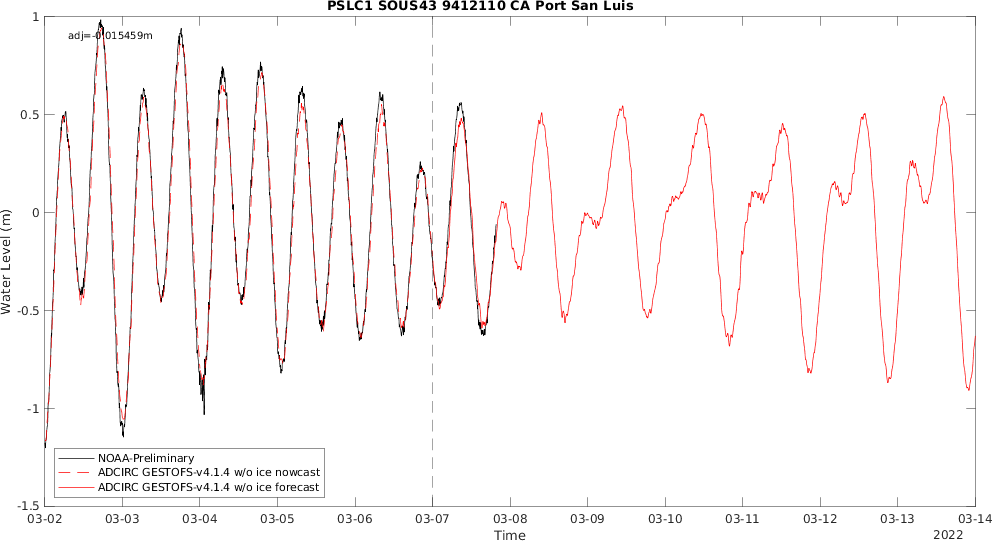 PSLC1 SOUS43 9412110 CA Port San Luis
adj=-0.015459m
1
0.5
0
-0.5
-1
-1.5
Water Level (m)
NOAA-Preliminary
ADCIRC GESTOFS-v4.1.4 w/o ice nowcast
ADCIRC GESTOFS-v4.1.4 w/o ice forecast
03-02 03-03 03-04 03-05 03-06 03-07 03-08 03-09 03-10 03-11 03-12 03-13 03-14
Time
2022